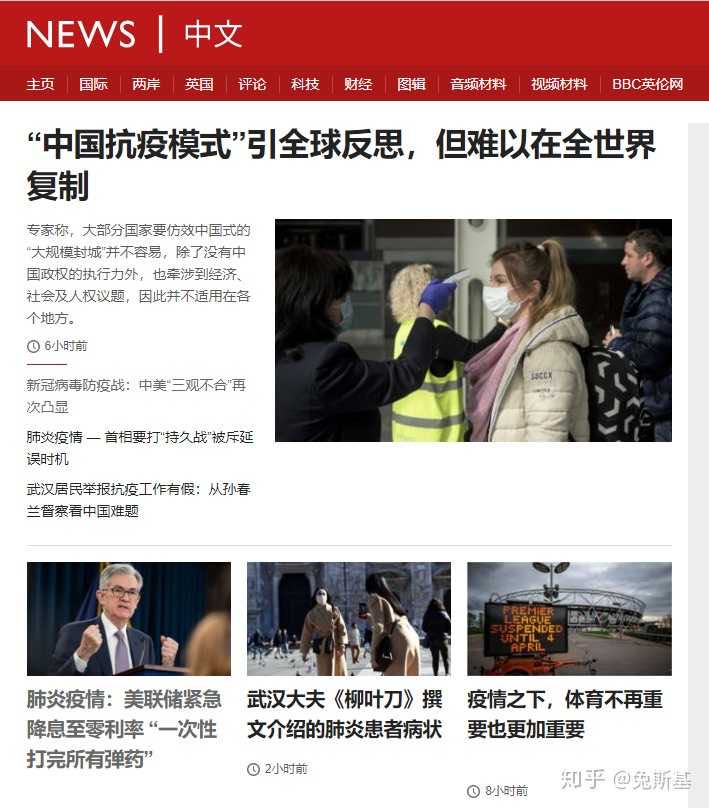 NEWS | 中文
主页 国际 两岸 英国 评论 科技 财经 图辑 音频材料 视频材料 BBC英伦网
“中国抗疫模式”引全球反思，但难以在全世界
复制
专家称，大部分国家要仿效中国式的
“大规模封城”并不容易，除了没有中
国政权的执行力外，也牵涉到经济、
社会及人权议题，因此并不适用在各
个地方。
6小时前
新冠病毒防疫战：中美“三观不合”再
次凸显
肺炎疫情 — 首相要打“持久战”被斥延
误时机
武汉居民举报抗疫工作有假：从孙春
兰督察看中国难题
SUCCX
PREMIER
LEAGUE
SUSPENDED
UNTIL 4
APRIL
肺炎疫情：美联储紧急
降息至零利率 “一次性
打完所有弹药”
武汉大夫《柳叶刀》撰
文介绍的肺炎患者病状
2小时前
疫情之下，体育不再重
要也更加重要
8小时前
知乎 @兔斯基